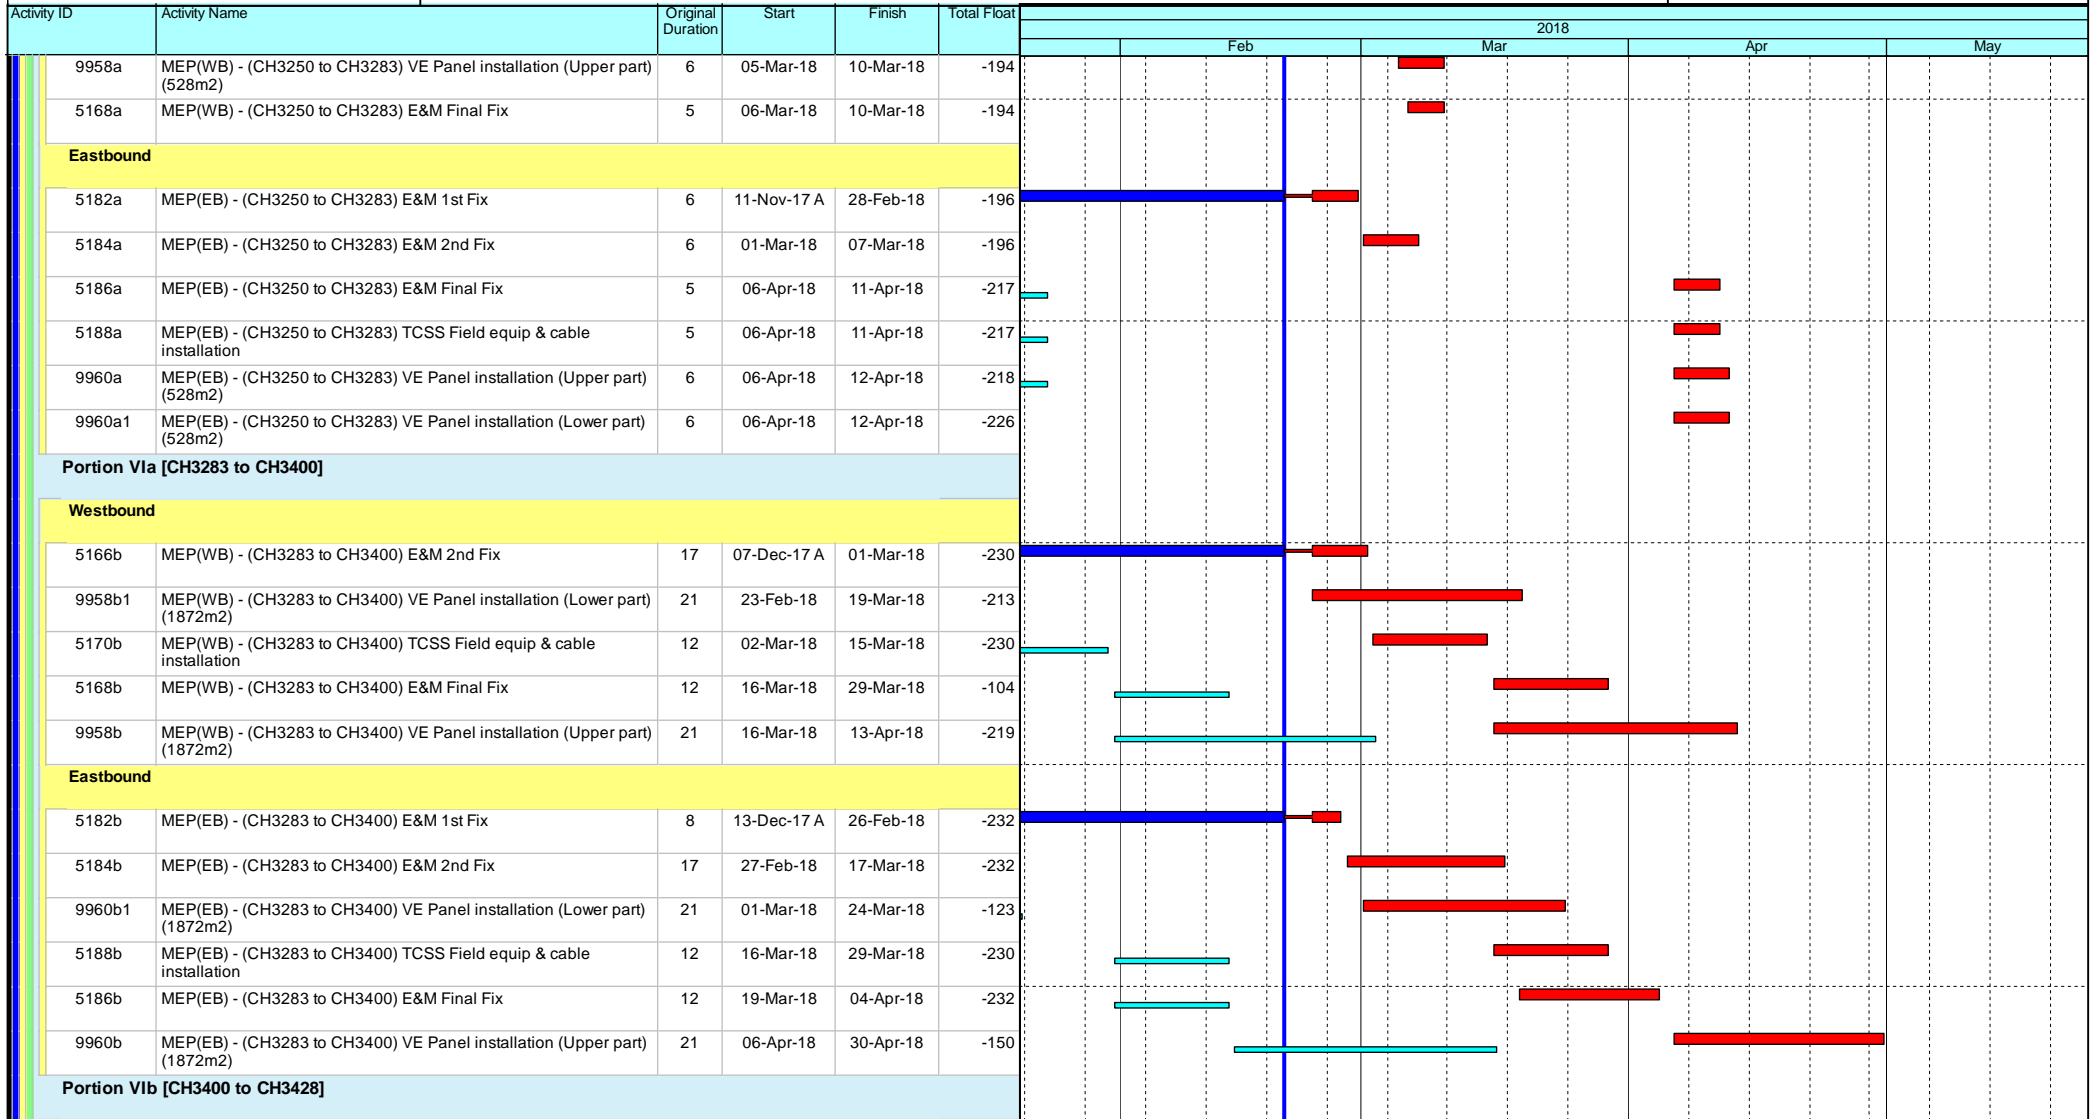 Activity ID Activity Name Original Duration Start Finish Total Float
2018
Feb Mar Apr May
9958a MEP(WB) - (CH3250 to CH3283) VE Panel installation (Upper part) 6 05-Mar-18 10-Mar-18 -194
(528m2)
5168a MEP(WB) - (CH3250 to CH3283) E&M Final Fix 5 06-Mar-18 10-Mar-18 -194
Eastbound
5182a MEP(EB) - (CH3250 to CH3283) E&M 1st Fix 6 11-Nov-17 A 28-Feb-18 -196
5184a MEP(EB) - (CH3250 to CH3283) E&M 2nd Fix 6 01-Mar-18 07-Mar-18 -196
5186a MEP(EB) - (CH3250 to CH3283) E&M Final Fix 5 06-Apr-18 11-Apr-18 -217
5188a MEP(EB) - (CH3250 to CH3283) TCSS Field equip & cable 5 06-Apr-18 11-Apr-18 -217
installation
9960a MEP(EB) - (CH3250 to CH3283) VE Panel installation (Upper part) 6 06-Apr-18 12-Apr-18 -218
(528m2)
9960a1 MEP(EB) - (CH3250 to CH3283) VE Panel installation (Lower part) 6 06-Apr-18 12-Apr-18 -226
(528m2)
Portion VIa [CH3283 to CH3400]
Westbound
5166b MEP(WB) - (CH3283 to CH3400) E&M 2nd Fix 17 07-Dec-17 A 01-Mar-18 -230
9958b1 MEP(WB) - (CH3283 to CH3400) VE Panel installation (Lower part) 21 23-Feb-18 19-Mar-18 -213
(1872m2)
5170b MEP(WB) - (CH3283 to CH3400) TCSS Field equip & cable 12 02-Mar-18 15-Mar-18 -230
installation
5168b MEP(WB) - (CH3283 to CH3400) E&M Final Fix 12 16-Mar-18 29-Mar-18 -104
9958b MEP(WB) - (CH3283 to CH3400) VE Panel installation (Upper part) 21 16-Mar-18 13-Apr-18 -219
(1872m2)
Eastbound
5182b MEP(EB) - (CH3283 to CH3400) E&M 1st Fix 8 13-Dec-17 A 26-Feb-18 -232
5184b MEP(EB) - (CH3283 to CH3400) E&M 2nd Fix 17 27-Feb-18 17-Mar-18 -232
9960b1 MEP(EB) - (CH3283 to CH3400) VE Panel installation (Lower part) 21 01-Mar-18 24-Mar-18 -123
(1872m2)
5188b MEP(EB) - (CH3283 to CH3400) TCSS Field equip & cable 12 16-Mar-18 29-Mar-18 -230
installation
5186b MEP(EB) - (CH3283 to CH3400) E&M Final Fix 12 19-Mar-18 04-Apr-18 -232
9960b MEP(EB) - (CH3283 to CH3400) VE Panel installation (Upper part) 21 06-Apr-18 30-Apr-18 -150
(1872m2)
Portion VIb [CH3400 to CH3428]